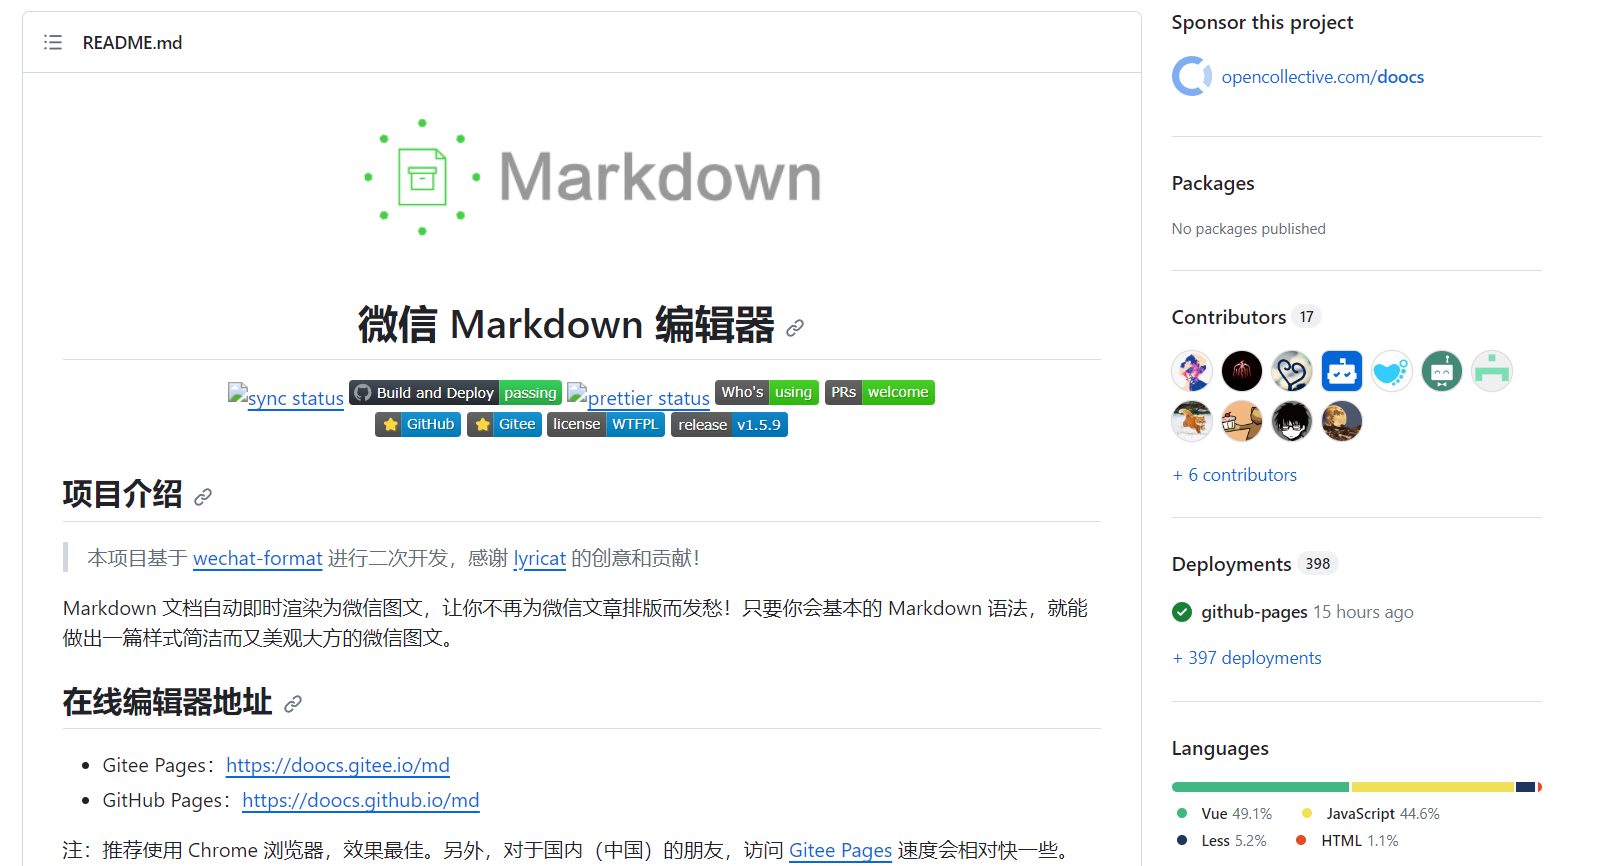 README.md
Markdown
微信 Markdown 编辑器
sync status Build and Deploy passing prettier status Who's using PRs welcome
GitHub Gitee license WTFPL release v1.5.9
项目介绍
本项目基于 wechat-format 进行二次开发，感谢 lyricat 的创意和贡献！
Markdown 文档自动即时渲染为微信图文，让你不再为微信文章排版而发愁！只要你会基本的 Markdown 语法，就能
做出一篇样式简洁而又美观大方的微信图文。
在线编辑器地址
Gitee Pages：https://doocs.gitee.io/md
GitHub Pages：https://doocs.github.io/md
注：推荐使用 Chrome 浏览器，效果最佳。另外，对于国内（中国）的朋友，访问 Gitee Pages 速度会相对快一些。
Sponsor this project
opencollective.com/doocs
Packages
No packages published
Contributors 17
+ 6 contributors
Deployments 398
github-pages 15 hours ago
+ 397 deployments
Languages
Vue 49.1% JavaScript 44.6%
Less 5.2% HTML 1.1%